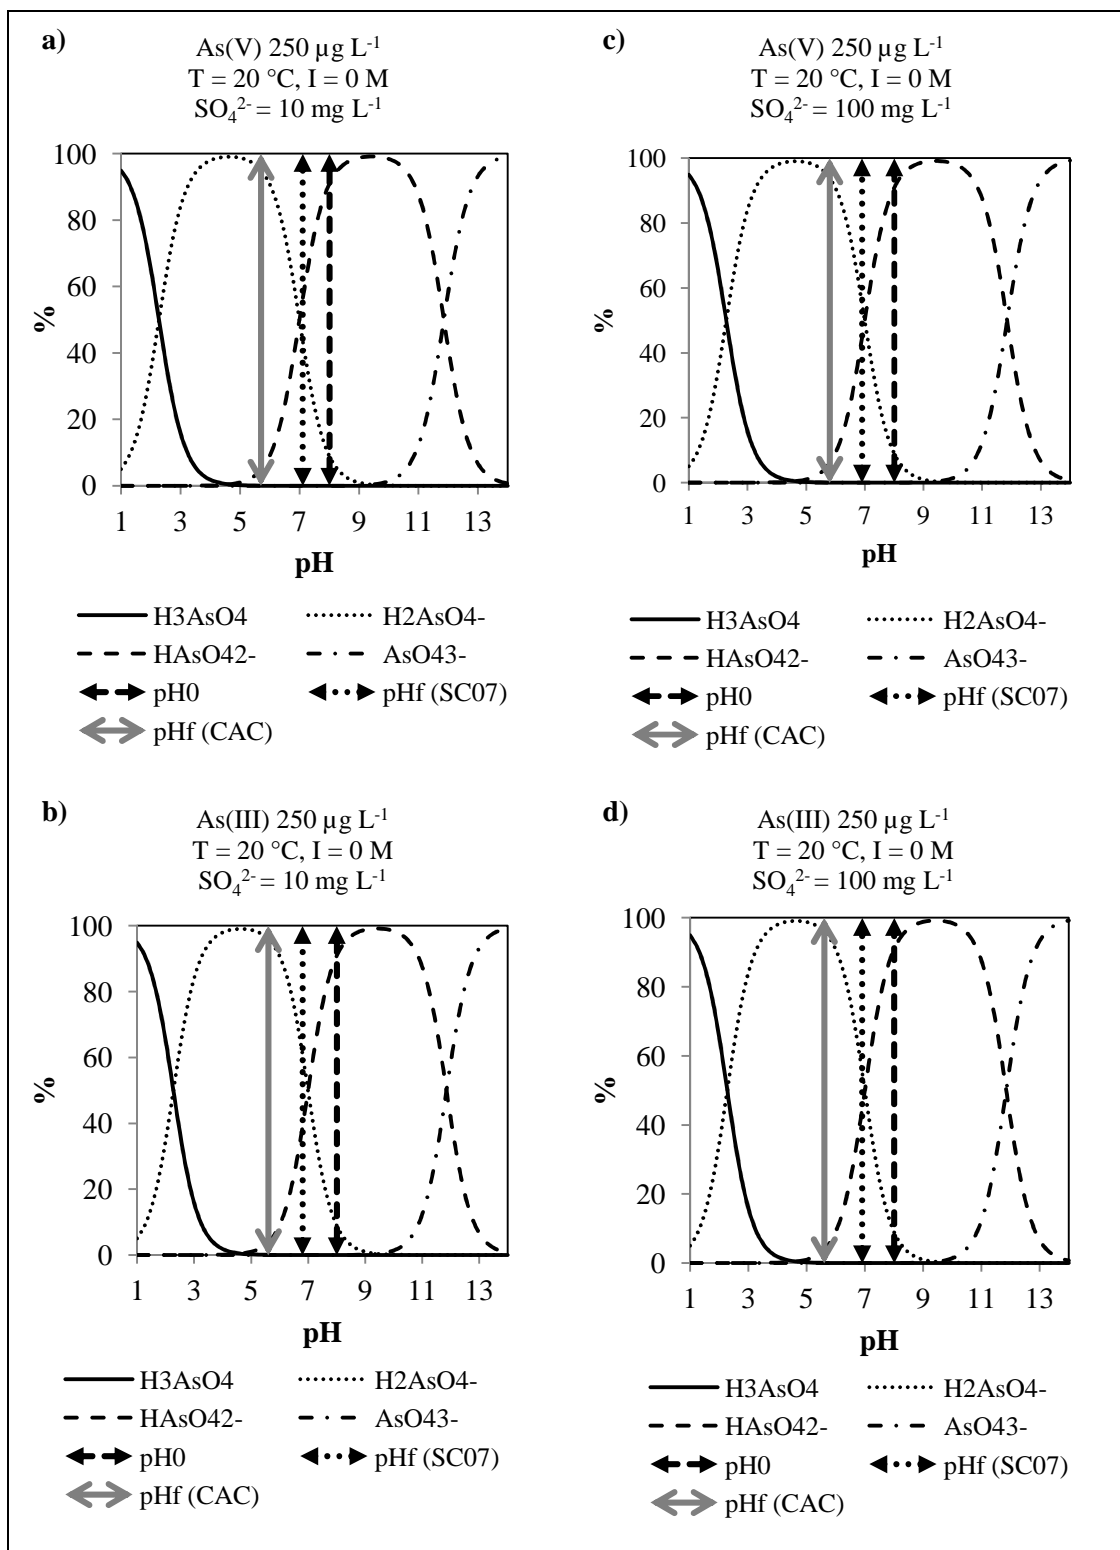 a)
As(V) 250 µg L-1
T = 20 °C, I = 0 M
SO42- = 10 mg L-1
100
80
60
40
20
0
%
1 3 5 7 9 11 13
pH
H3AsO4 H2AsO4-
HAsO42- AsO43-
pH0 pHf (SC07)
pHf (CAC)
c)
As(V) 250 µg L-1
T = 20 °C, I = 0 M
SO42- = 100 mg L-1
100
80
60
40
20
0
%
1 3 5 7 9 11 13
pH
H3AsO4 H2AsO4-
HAsO42- AsO43-
pH0 pHf (SC07)
pHf (CAC)
b)
As(III) 250 µg L-1
T = 20 °C, I = 0 M
SO42- = 10 mg L-1
100
80
60
40
20
0
%
1 3 5 7 9 11 13
pH
H3AsO4 H2AsO4-
HAsO42- AsO43-
pH0 pHf (SC07)
pHf (CAC)
d)
As(III) 250 µg L-1
T = 20 °C, I = 0 M
SO42- = 100 mg L-1
100
80
60
40
20
0
%
1 3 5 7 9 11 13
pH
H3AsO4 H2AsO4-
HAsO42- AsO43-
pH0 pHf (SC07)
pHf (CAC)